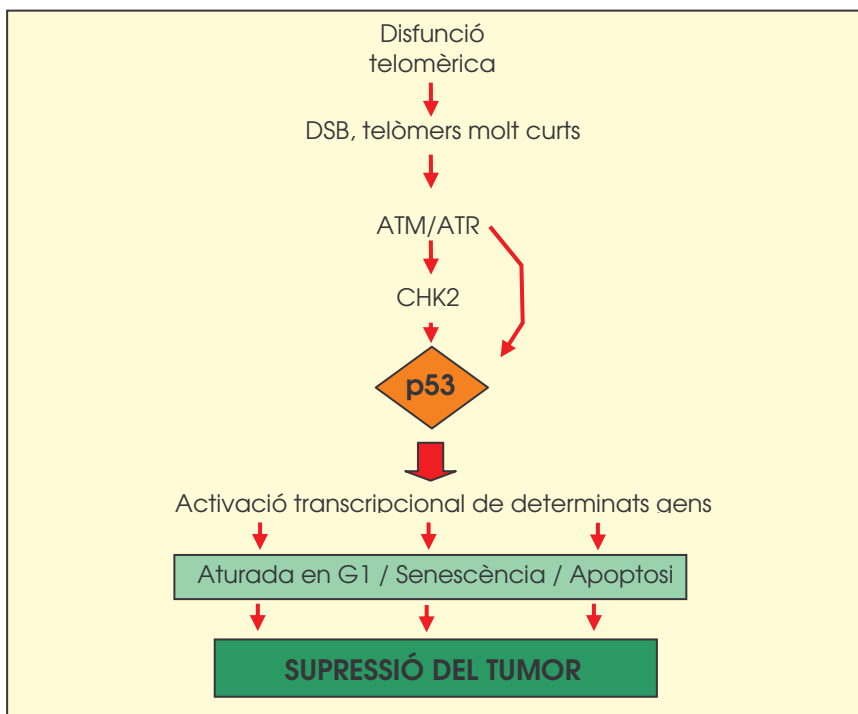 Disfunció
telomèrica
DSB, telòmers molt curts
ATM/ATR
CHK2
p53
Activació transcripcional de determinats gens
Aturada en G1 / Senescència / Apoptosi
SUPRESSIÓ DEL TUMOR